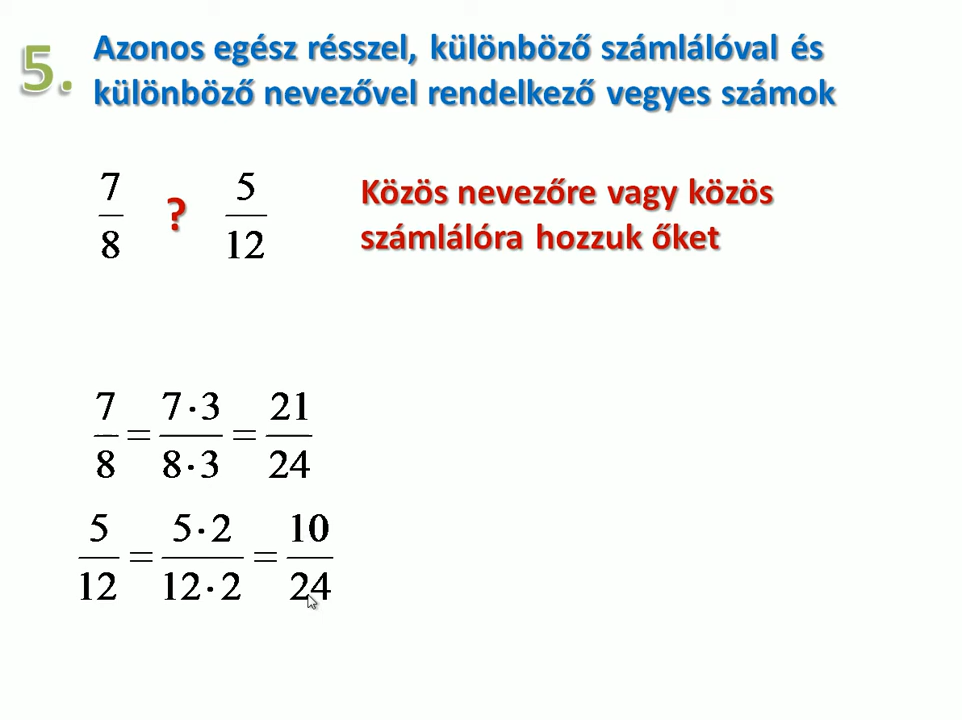 5. Azonos egész résszel, különböző számlálóval és
különböző nevezővel rendelkező vegyes számok
7/8 ? 5/12
Közös nevezőre vagy közös
számlálóra hozzuk őket
7/8 = 7·3/8·3 = 21/24
5/12 = 5·2/12·2 = 10/24